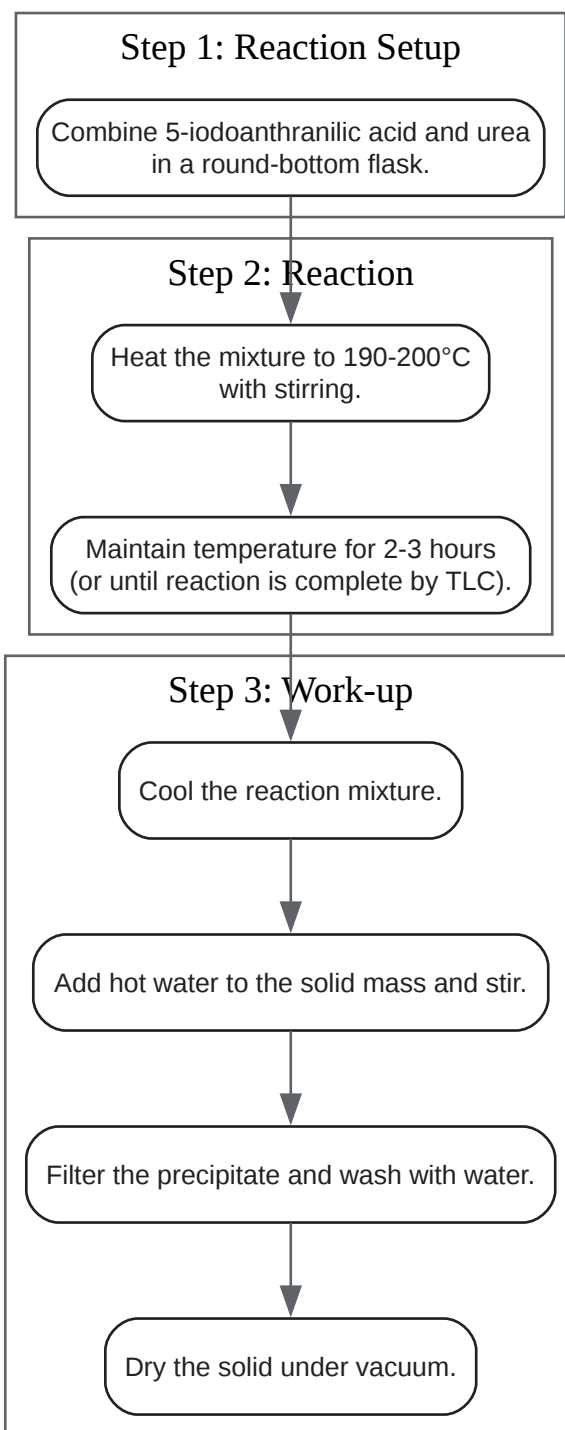 Step 1: Reaction Setup
Combine 5-iodoanthranilic acid and urea
in a round-bottom flask.
Step 2: Reaction
Heat the mixture to 190-200°C
with stirring.
Maintain temperature for 2-3 hours
(or until reaction is complete by TLC).
Step 3: Work-up
Cool the reaction mixture.
Add hot water to the solid mass and stir.
Filter the precipitate and wash with water.
Dry the solid under vacuum.